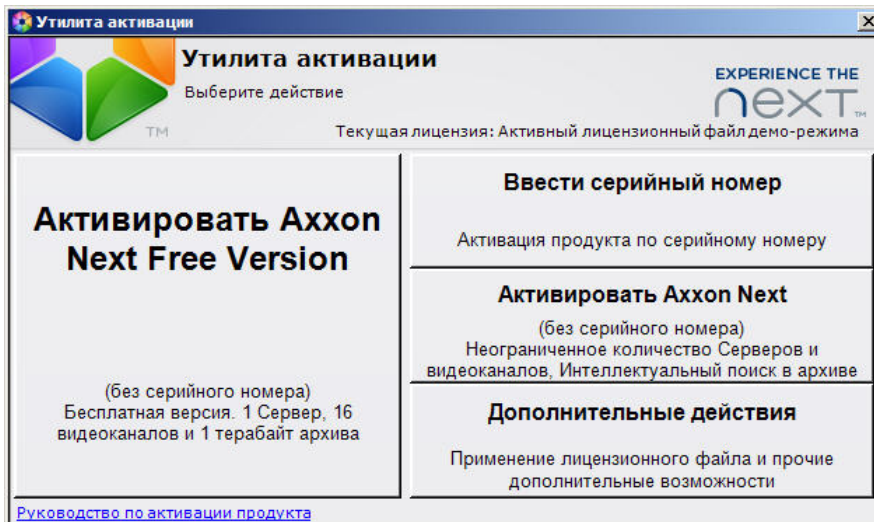 Утилита активации
Утилита активации
Выберите действие
EXPERIENCE THE
next™
TM
Текущая лицензия: Активный лицензионный файл демо-режима
Активировать Axxon
Next Free Version
(без серийного номера)
Бесплатная версия. 1 Сервер, 16
видеоканалов и 1 терабайт архива
Ввести серийный номер
Активация продукта по серийному номеру
Активировать Axxon Next
(без серийного номера)
Неограниченное количество Серверов и
видеоканалов, Интеллектуальный поиск в архиве
Дополнительные действия
Применение лицензионного файла и прочие
дополнительные возможности
Руководство по активации продукта